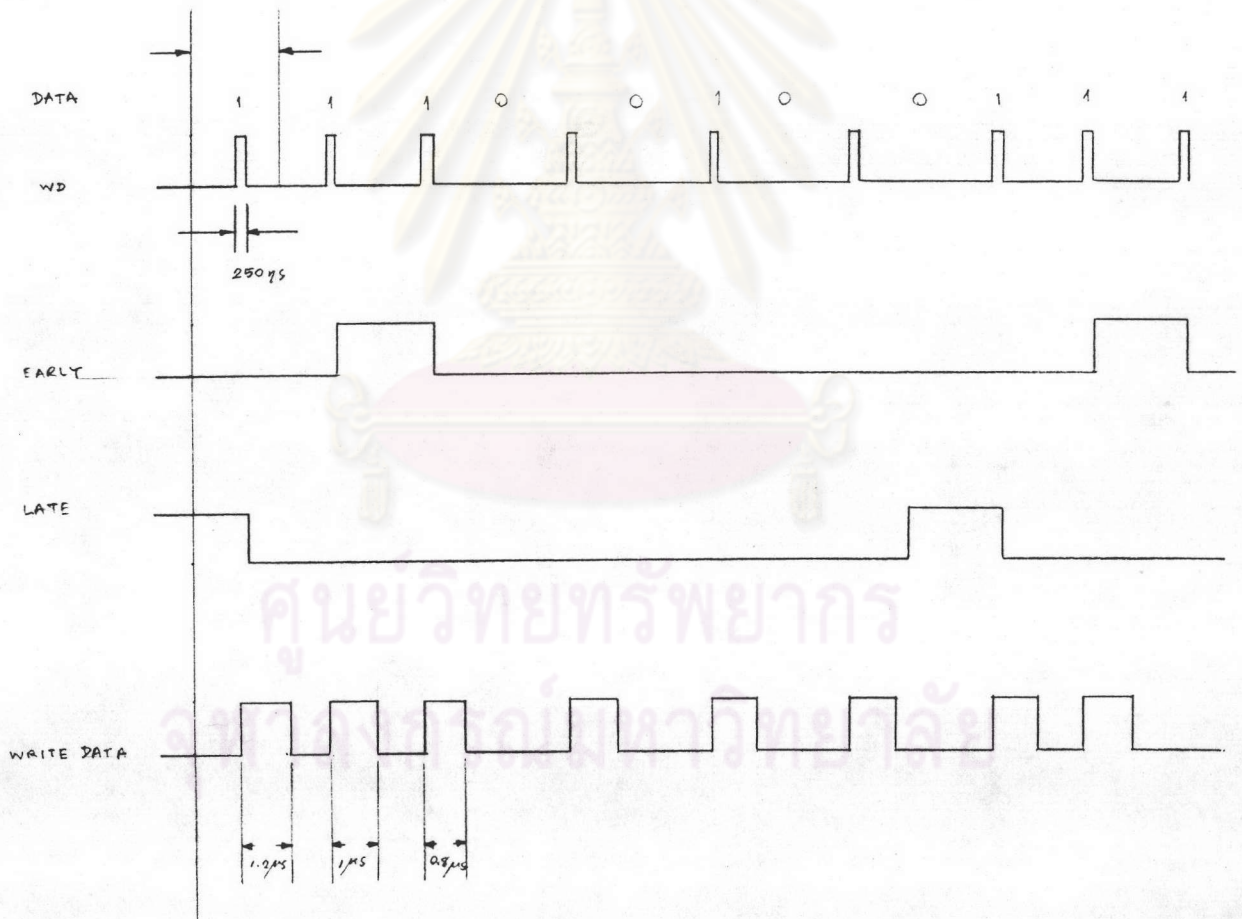 DATA 1 1 1 0 0 1 0 0 1 1 1
WD
250 ηs
EARLY
LATE
ศูนย์วิทยทรัพยากร
จุฬาลงกรณ์มหาวิทยาลัย
WRITE DATA
1.2μs 1μs 0.8μs